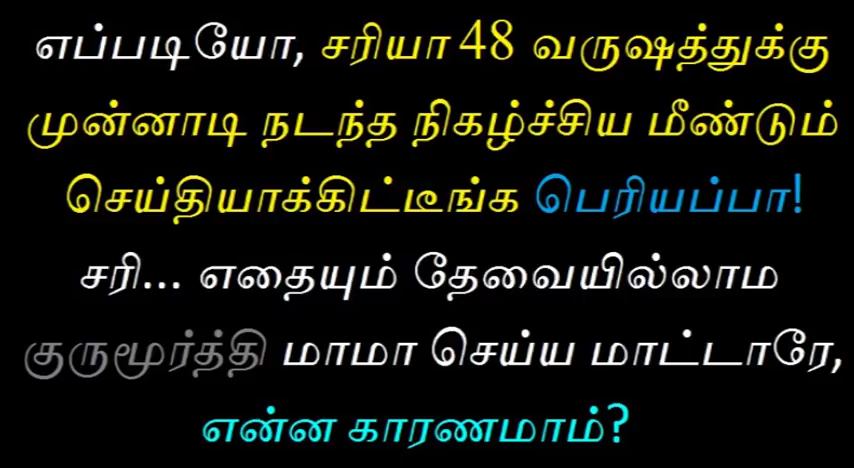 எப்படியோ, சரியா 48 வருஷத்துக்கு
முன்னாடி நடந்த நிகழ்ச்சிய மீண்டும்
செய்தியாக்கிட்டீங்க பெரியப்பா!
சரி... எதையும் தேவையில்லாம
குருமூர்த்தி மாமா செய்ய மாட்டாரே,
என்ன காரணமாம்?